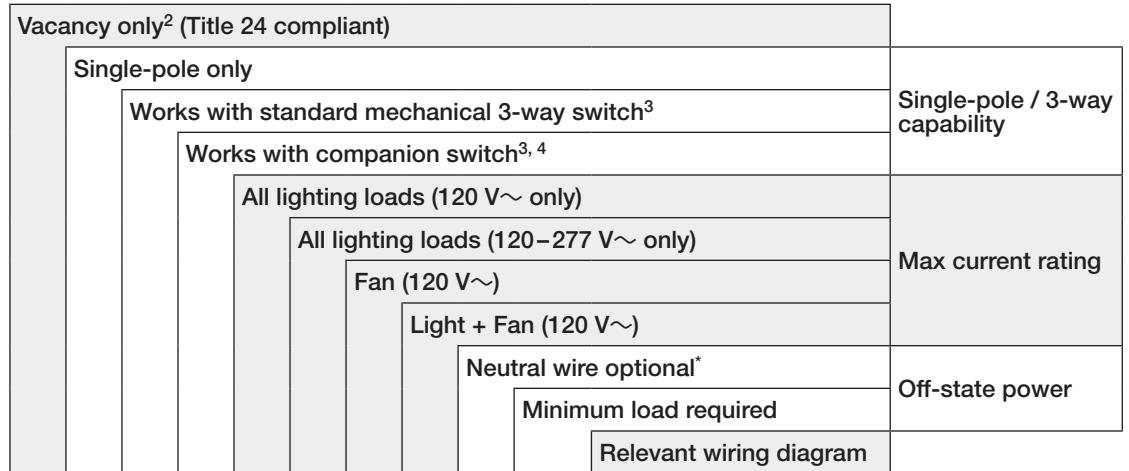 Vacancy only² (Title 24 compliant)
Single-pole only
Works with standard mechanical 3-way switch³
Works with companion switch³, ⁴
Single-pole / 3-way
capability
All lighting loads (120 V~ only)
All lighting loads (120–277 V~ only)
Fan (120 V~)
Light + Fan (120 V~)
Max current rating
Neutral wire optional*
Minimum load required
Off-state power
Relevant wiring diagram